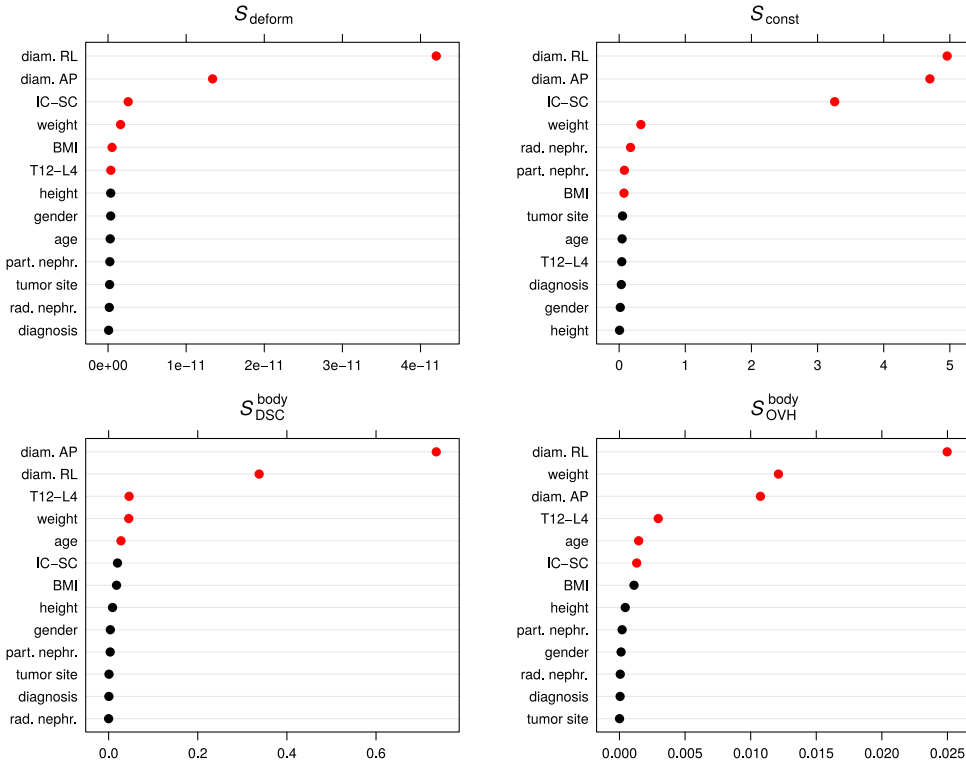 S deform
diam. RL
diam. AP
IC−SC
weight
BMI
T12−L4
height
gender
age
part. nephr.
tumor site
rad. nephr.
diagnosis
0e+00 1e−11 2e−11 3e−11 4e−11
S const
diam. RL
diam. AP
IC−SC
weight
rad. nephr.
part. nephr.
BMI
tumor site
age
T12−L4
diagnosis
gender
height
0 1 2 3 4 5
S body DSC
diam. AP
diam. RL
T12−L4
weight
age
IC−SC
BMI
height
gender
part. nephr.
tumor site
diagnosis
rad. nephr.
0.0 0.2 0.4 0.6
S body OVH
diam. RL
weight
diam. AP
T12−L4
age
IC−SC
BMI
height
part. nephr.
gender
rad. nephr.
diagnosis
tumor site
0.000 0.005 0.010 0.015 0.020 0.025